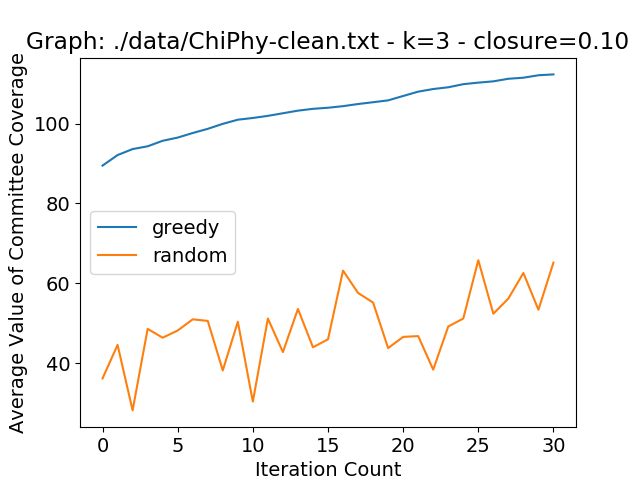 Graph: ./data/ChiPhy-clean.txt - k=3 - closure=0.10
Average Value of Committee Coverage
100
80
60
40
greedy
random
0 5 10 15 20 25 30
Iteration Count